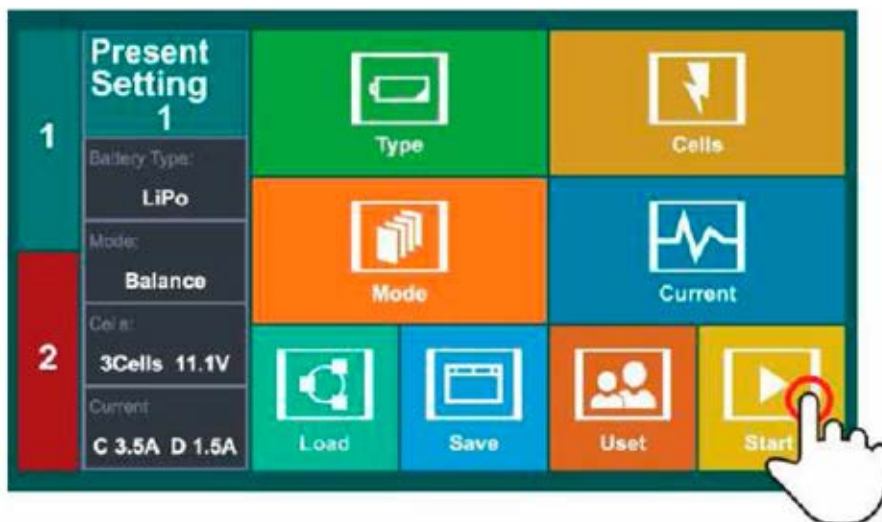 1
2
Present
Setting
1
Battery Type:
LiPo
Mode:
Balance
Cells:
3Cells 11.1V
Current
C 3.5A D 1.5A
Type
Cells
Mode
Current
Load
Save
Uset
Start